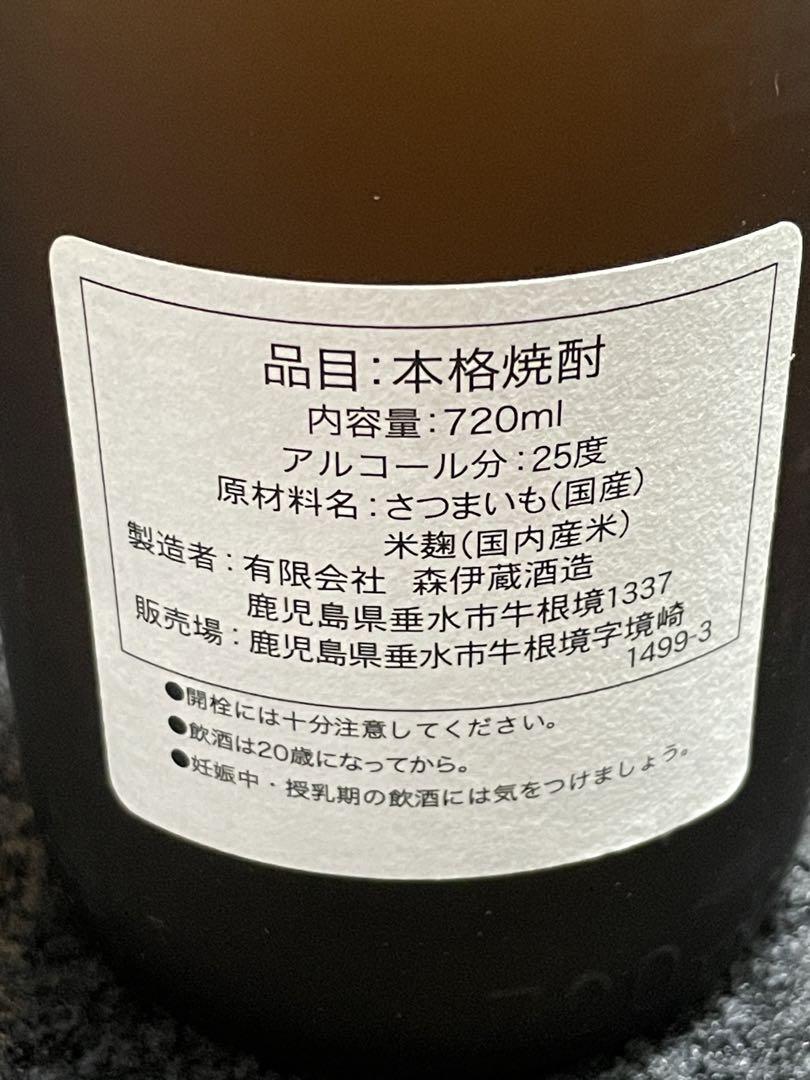 品目：本格焼酎
内容量：720ml
アルコール分：25度
原材料名：さつまいも(国産)
米麹(国内産米)
製造者：有限会社 森伊蔵酒造
鹿児島県垂水市牛根境1337
販売場：鹿児島県垂水市牛根境字境崎
1499-3
●開栓には十分注意してください。
●飲酒は20歳になってから。
●妊娠中・授乳期の飲酒には気をつけましょう。